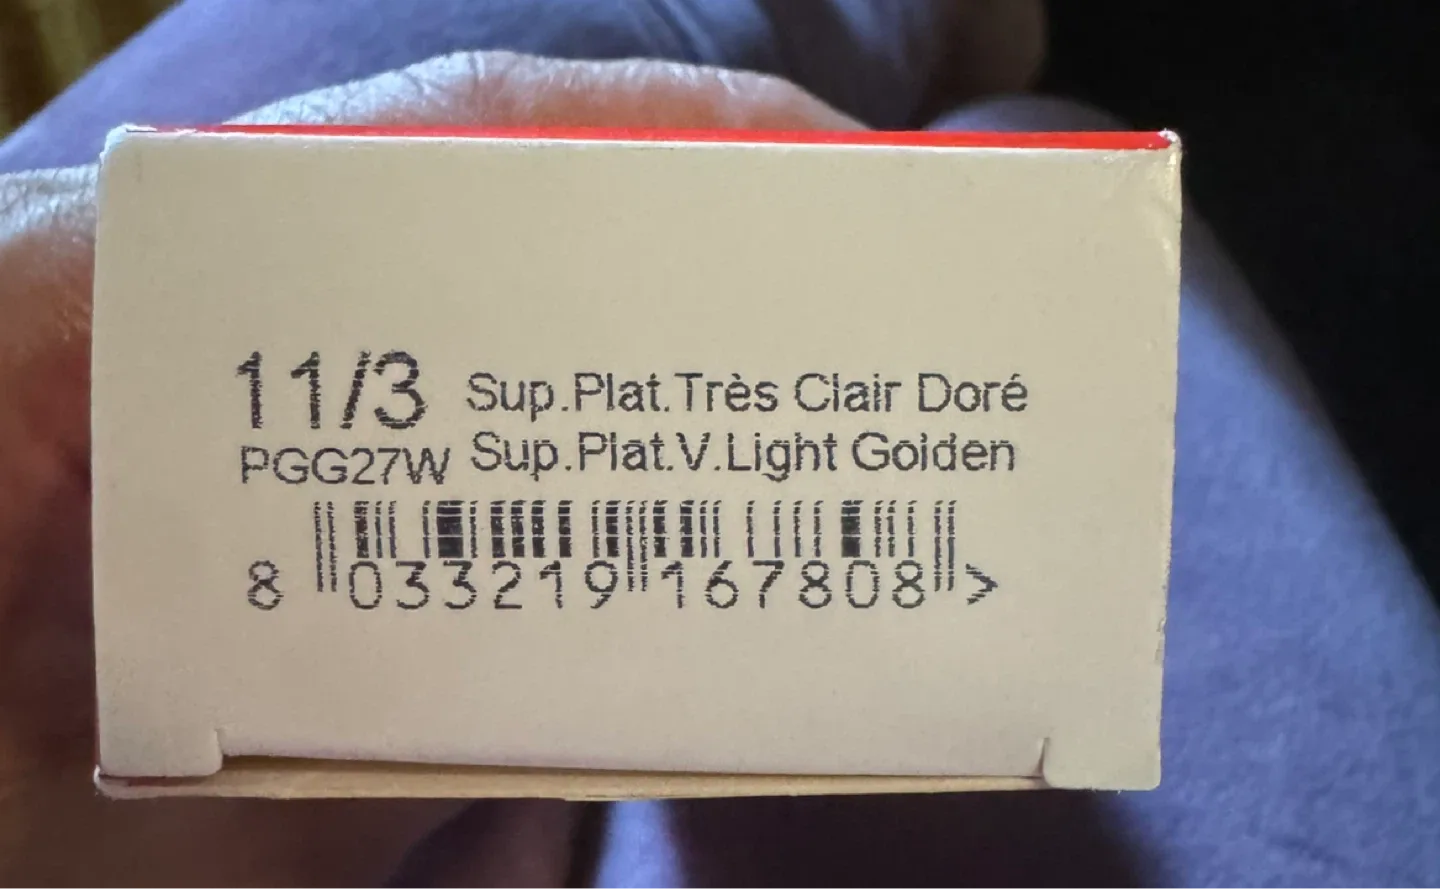 11/3 Sup.Plat.Très Clair Doré
PGG27W Sup.Plat.V.Light Golden
8 033219 167808 >